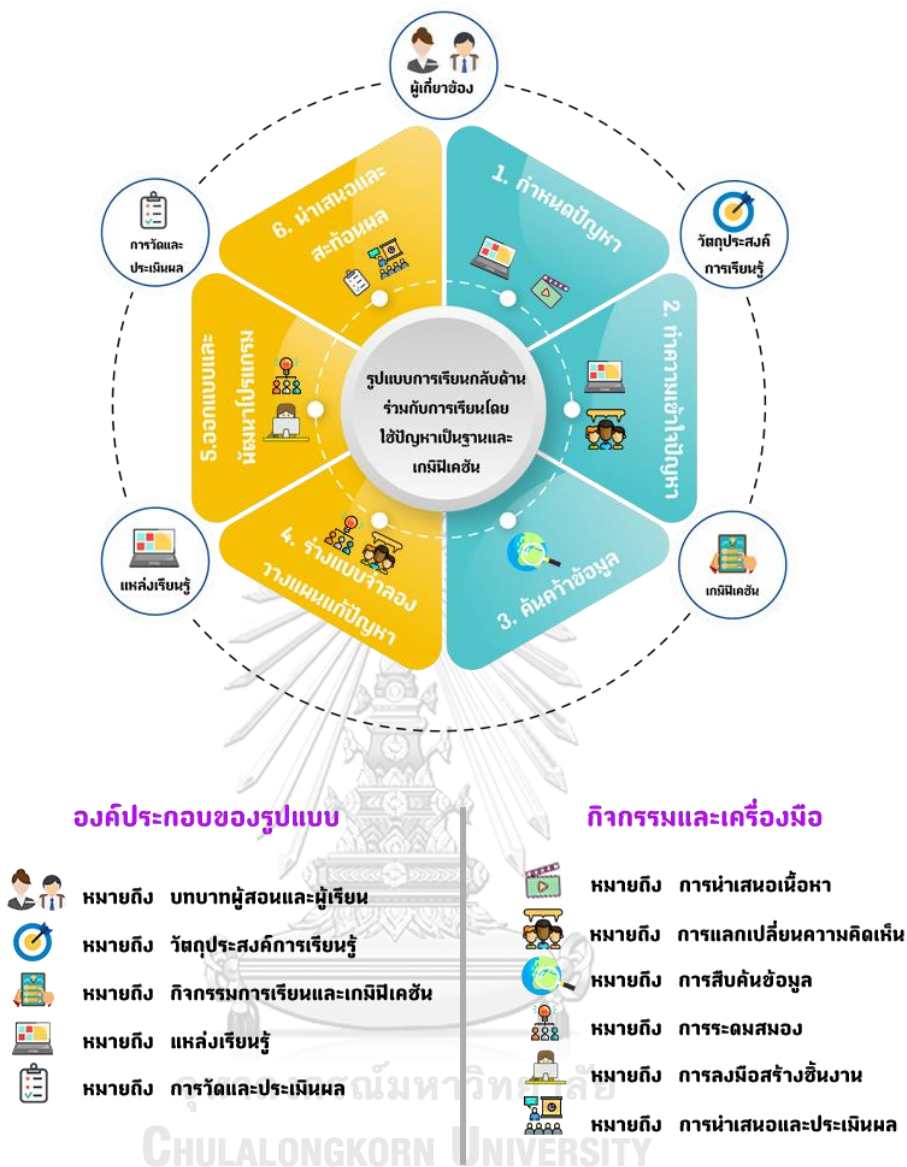 ผู้เกี่ยวข้อง
1. กำหนดปัญหา
วัตถุประสงค์
การเรียนรู้
2. ทำความเข้าใจปัญหา
เกมิฟิเคชัน
3. ค้นคว้าข้อมูล
4. ร่างแบบจำลอง
วางแผนแก้ปัญหา
แหล่งเรียนรู้
5.ออกแบบและ
พัฒนาโปรแกรม
การวัดและ
ประเมินผล
6. นำเสนอและ
สะท้อนผล
รูปแบบการเรียนกลับด้าน
ร่วมกับการเรียนโดย
ใช้ปัญหาเป็นฐานและ
เกมิฟิเคชัน
องค์ประกอบของรูปแบบ
หมายถึง บทบาทผู้สอนและผู้เรียน
หมายถึง วัตถุประสงค์การเรียนรู้
หมายถึง กิจกรรมการเรียนและเกมิฟิเคชัน
หมายถึง แหล่งเรียนรู้
หมายถึง การวัดและประเมินผล
กิจกรรมและเครื่องมือ
หมายถึง การนำเสนอเนื้อหา
หมายถึง การแลกเปลี่ยนความคิดเห็น
หมายถึง การสืบค้นข้อมูล
หมายถึง การระดมสมอง
หมายถึง การลงมือสร้างชิ้นงาน
หมายถึง การนำเสนอและประเมินผล
จุฬาลงกรณ์มหาวิทยาลัย
CHULALONGKORN UNIVERSITY